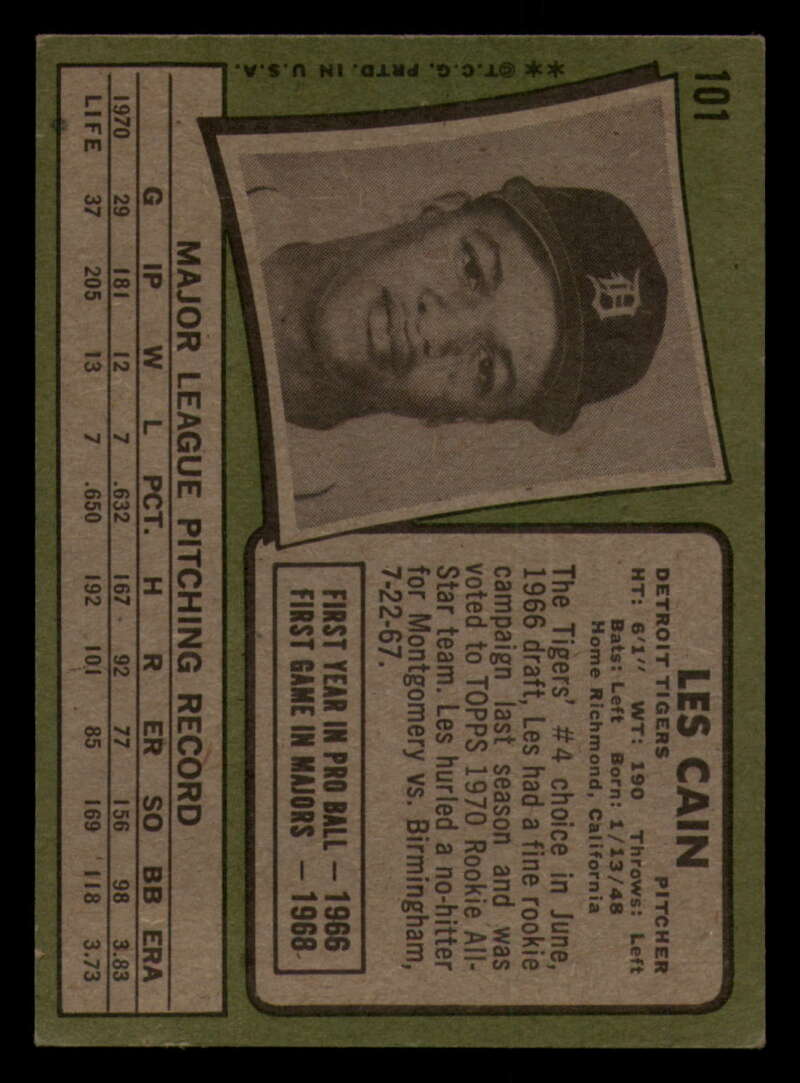 101
**©T.C.G. PRTD. IN U.S.A.
LES CAIN
DETROIT TIGERS PITCHER
HT: 6'1" WT: 190 Throws: Left
Bats: Left Born: 1/13/48
Home Richmond, California
The Tigers' #4 choice in June,
1966 draft, Les had a fine rookie
campaign last season and was
voted to TOPPS 1970 Rookie All-
Star team. Les hurled a no-hitter
for Montgomery vs. Birmingham,
7-22-67.
FIRST YEAR IN PRO BALL — 1966
FIRST GAME IN MAJORS — 1968
MAJOR LEAGUE PITCHING RECORD
G IP W L PCT. H R ER SO BB ERA
1970 29 181 12 7 .632 167 92 77 156 98 3.83
LIFE 37 205 13 7 .650 192 101 85 169 118 3.73
D